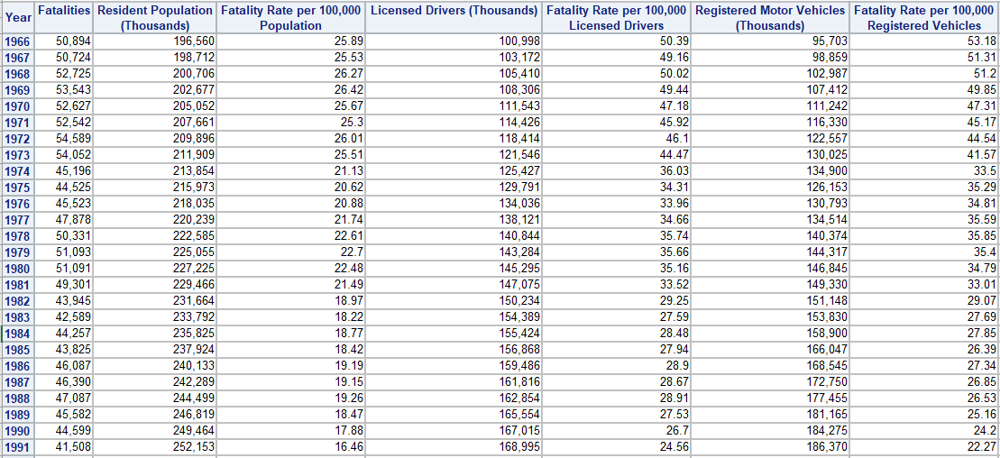 Year Fatalities Resident Population (Thousands) Fatality Rate per 100,000 Population Licensed Drivers (Thousands) Fatality Rate per 100,000 Licensed Drivers Registered Motor Vehicles (Thousands) Fatality Rate per 100,000 Registered Vehicles
1966 50,894 196,560 25.89 100,998 50.39 95,703 53.18
1967 50,724 198,712 25.53 103,172 49.16 98,859 51.31
1968 52,725 200,706 26.27 105,410 50.02 102,987 51.2
1969 53,543 202,677 26.42 108,306 49.44 107,412 49.85
1970 52,627 205,052 25.67 111,543 47.18 111,242 47.31
1971 52,542 207,661 25.3 114,426 45.92 116,330 45.17
1972 54,589 209,896 26.01 118,414 46.1 122,557 44.54
1973 54,052 211,909 25.51 121,546 44.47 130,025 41.57
1974 45,196 213,854 21.13 125,427 36.03 134,900 33.5
1975 44,525 215,973 20.62 129,791 34.31 126,153 35.29
1976 45,523 218,035 20.88 134,036 33.96 130,793 34.81
1977 47,878 220,239 21.74 138,121 34.66 134,514 35.59
1978 50,331 222,585 22.61 140,844 35.74 140,374 35.85
1979 51,093 225,055 22.7 143,284 35.66 144,317 35.4
1980 51,091 227,225 22.48 145,295 35.16 146,845 34.79
1981 49,301 229,466 21.49 147,075 33.52 149,330 33.01
1982 43,945 231,664 18.97 150,234 29.25 151,148 29.07
1983 42,589 233,792 18.22 154,389 27.59 153,830 27.69
1984 44,257 235,825 18.77 155,424 28.48 158,900 27.85
1985 43,825 237,924 18.42 156,868 27.94 166,047 26.39
1986 46,087 240,133 19.19 159,486 28.9 168,545 27.34
1987 46,390 242,289 19.15 161,816 28.67 172,750 26.85
1988 47,087 244,499 19.26 162,854 28.91 177,455 26.53
1989 45,582 246,819 18.47 165,554 27.53 181,165 25.16
1990 44,599 249,464 17.88 167,015 26.7 184,275 24.2
1991 41,508 252,153 16.46 168,995 24.56 186,370 22.27